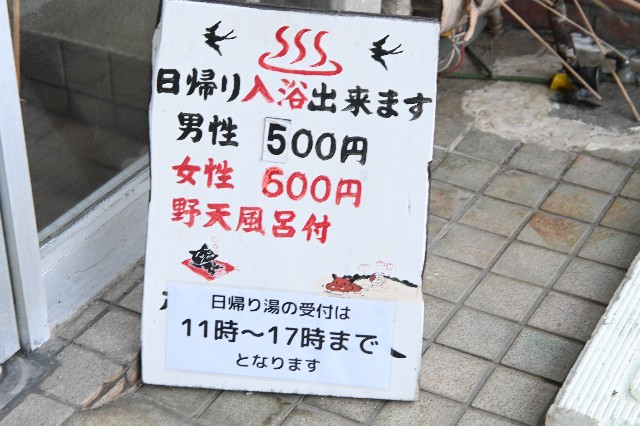 日帰り入浴出来ます
男性 500円
女性 600円
野天風呂付
日帰り湯の受付は
11時～17時まで
となります